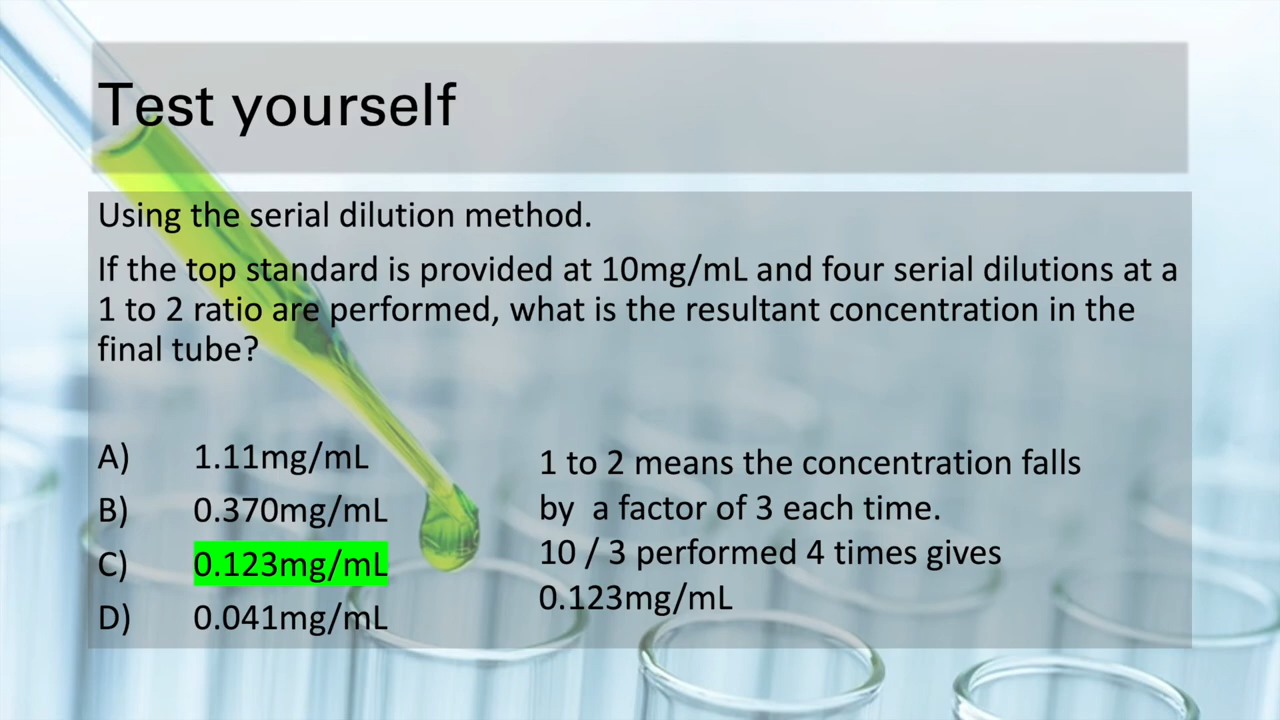 Test yourself
Using the serial dilution method.
If the top standard is provided at 10mg/mL and four serial dilutions at a
1 to 2 ratio are performed, what is the resultant concentration in the
final tube?
A) 1.11mg/mL
B) 0.370mg/mL
C) 0.123mg/mL
D) 0.041mg/mL
1 to 2 means the concentration falls
by a factor of 3 each time.
10 / 3 performed 4 times gives
0.123mg/mL